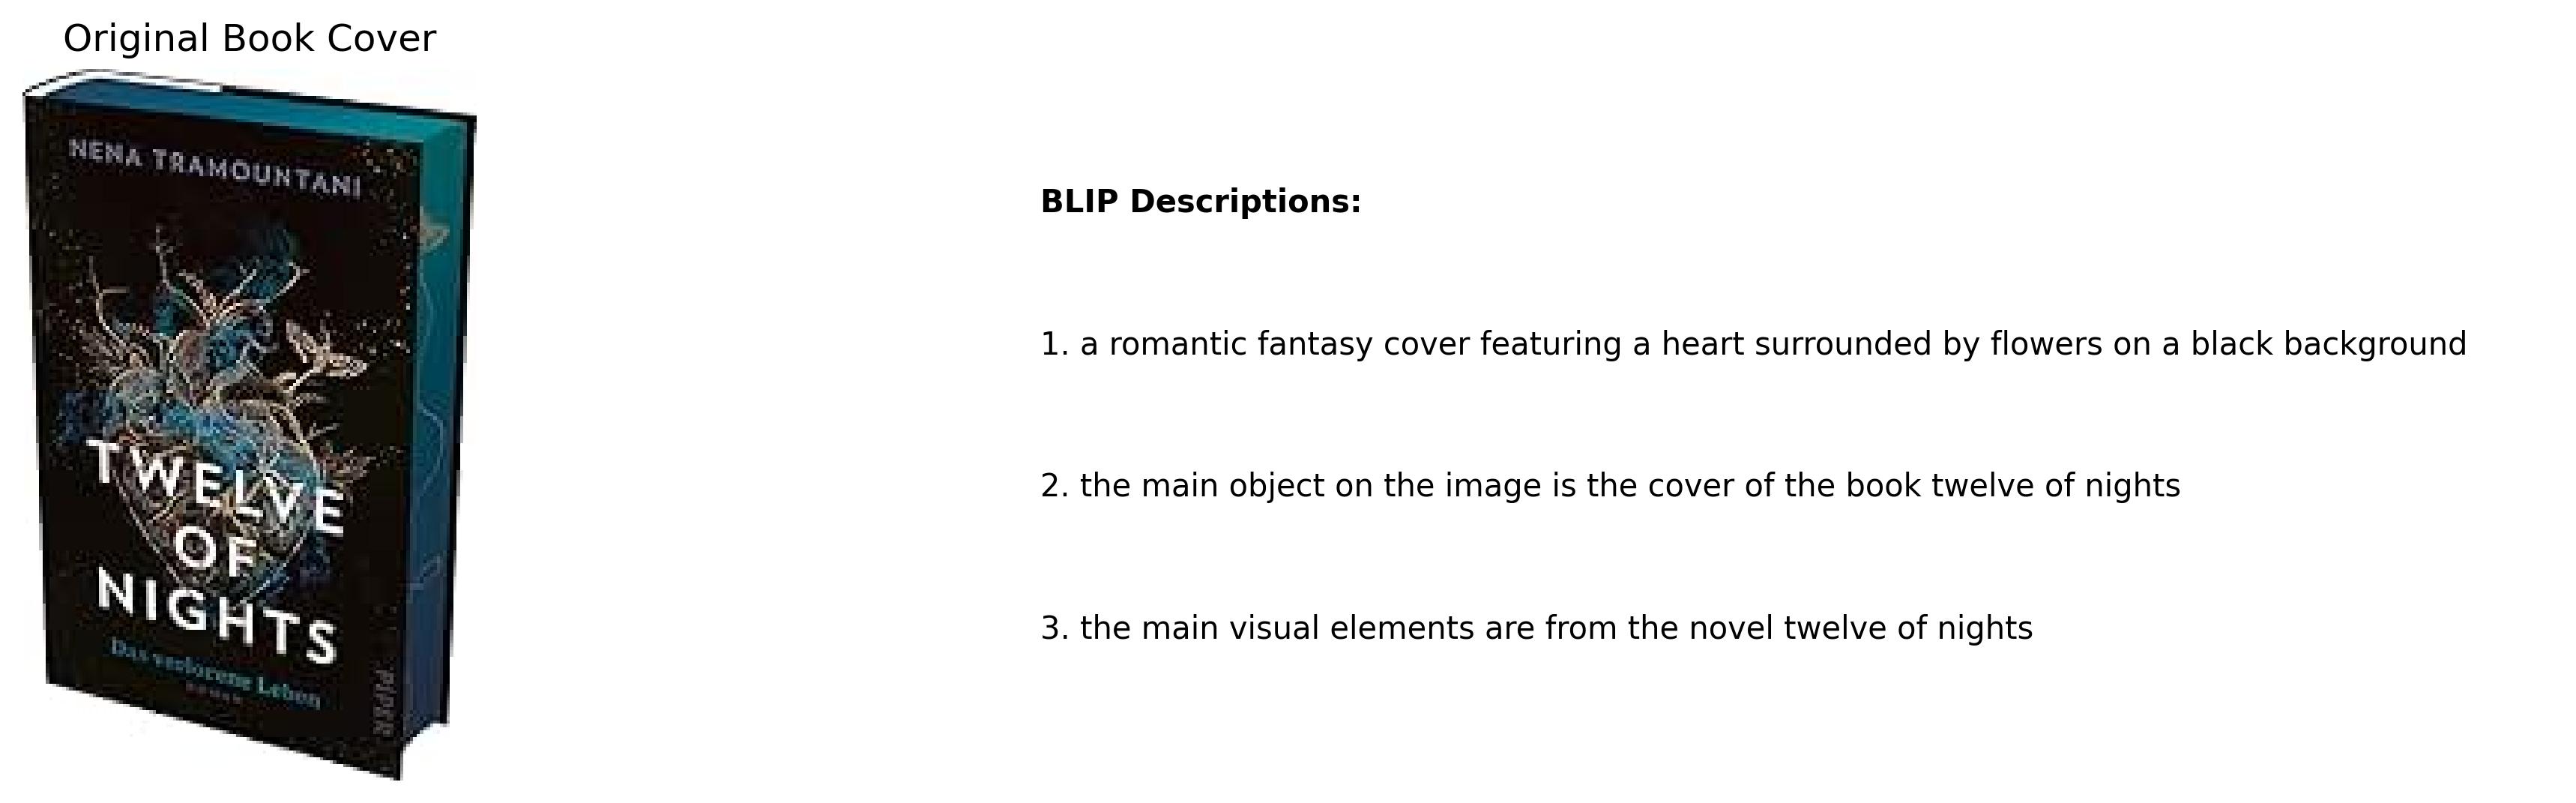 Original Book Cover
NENA TRAMOUNTANI
TWELVE
OF
NIGHTS
Das verlorene Leben
ROMAN
PIPER
BLIP Descriptions:
1. a romantic fantasy cover featuring a heart surrounded by flowers on a black background
2. the main object on the image is the cover of the book twelve of nights
3. the main visual elements are from the novel twelve of nights